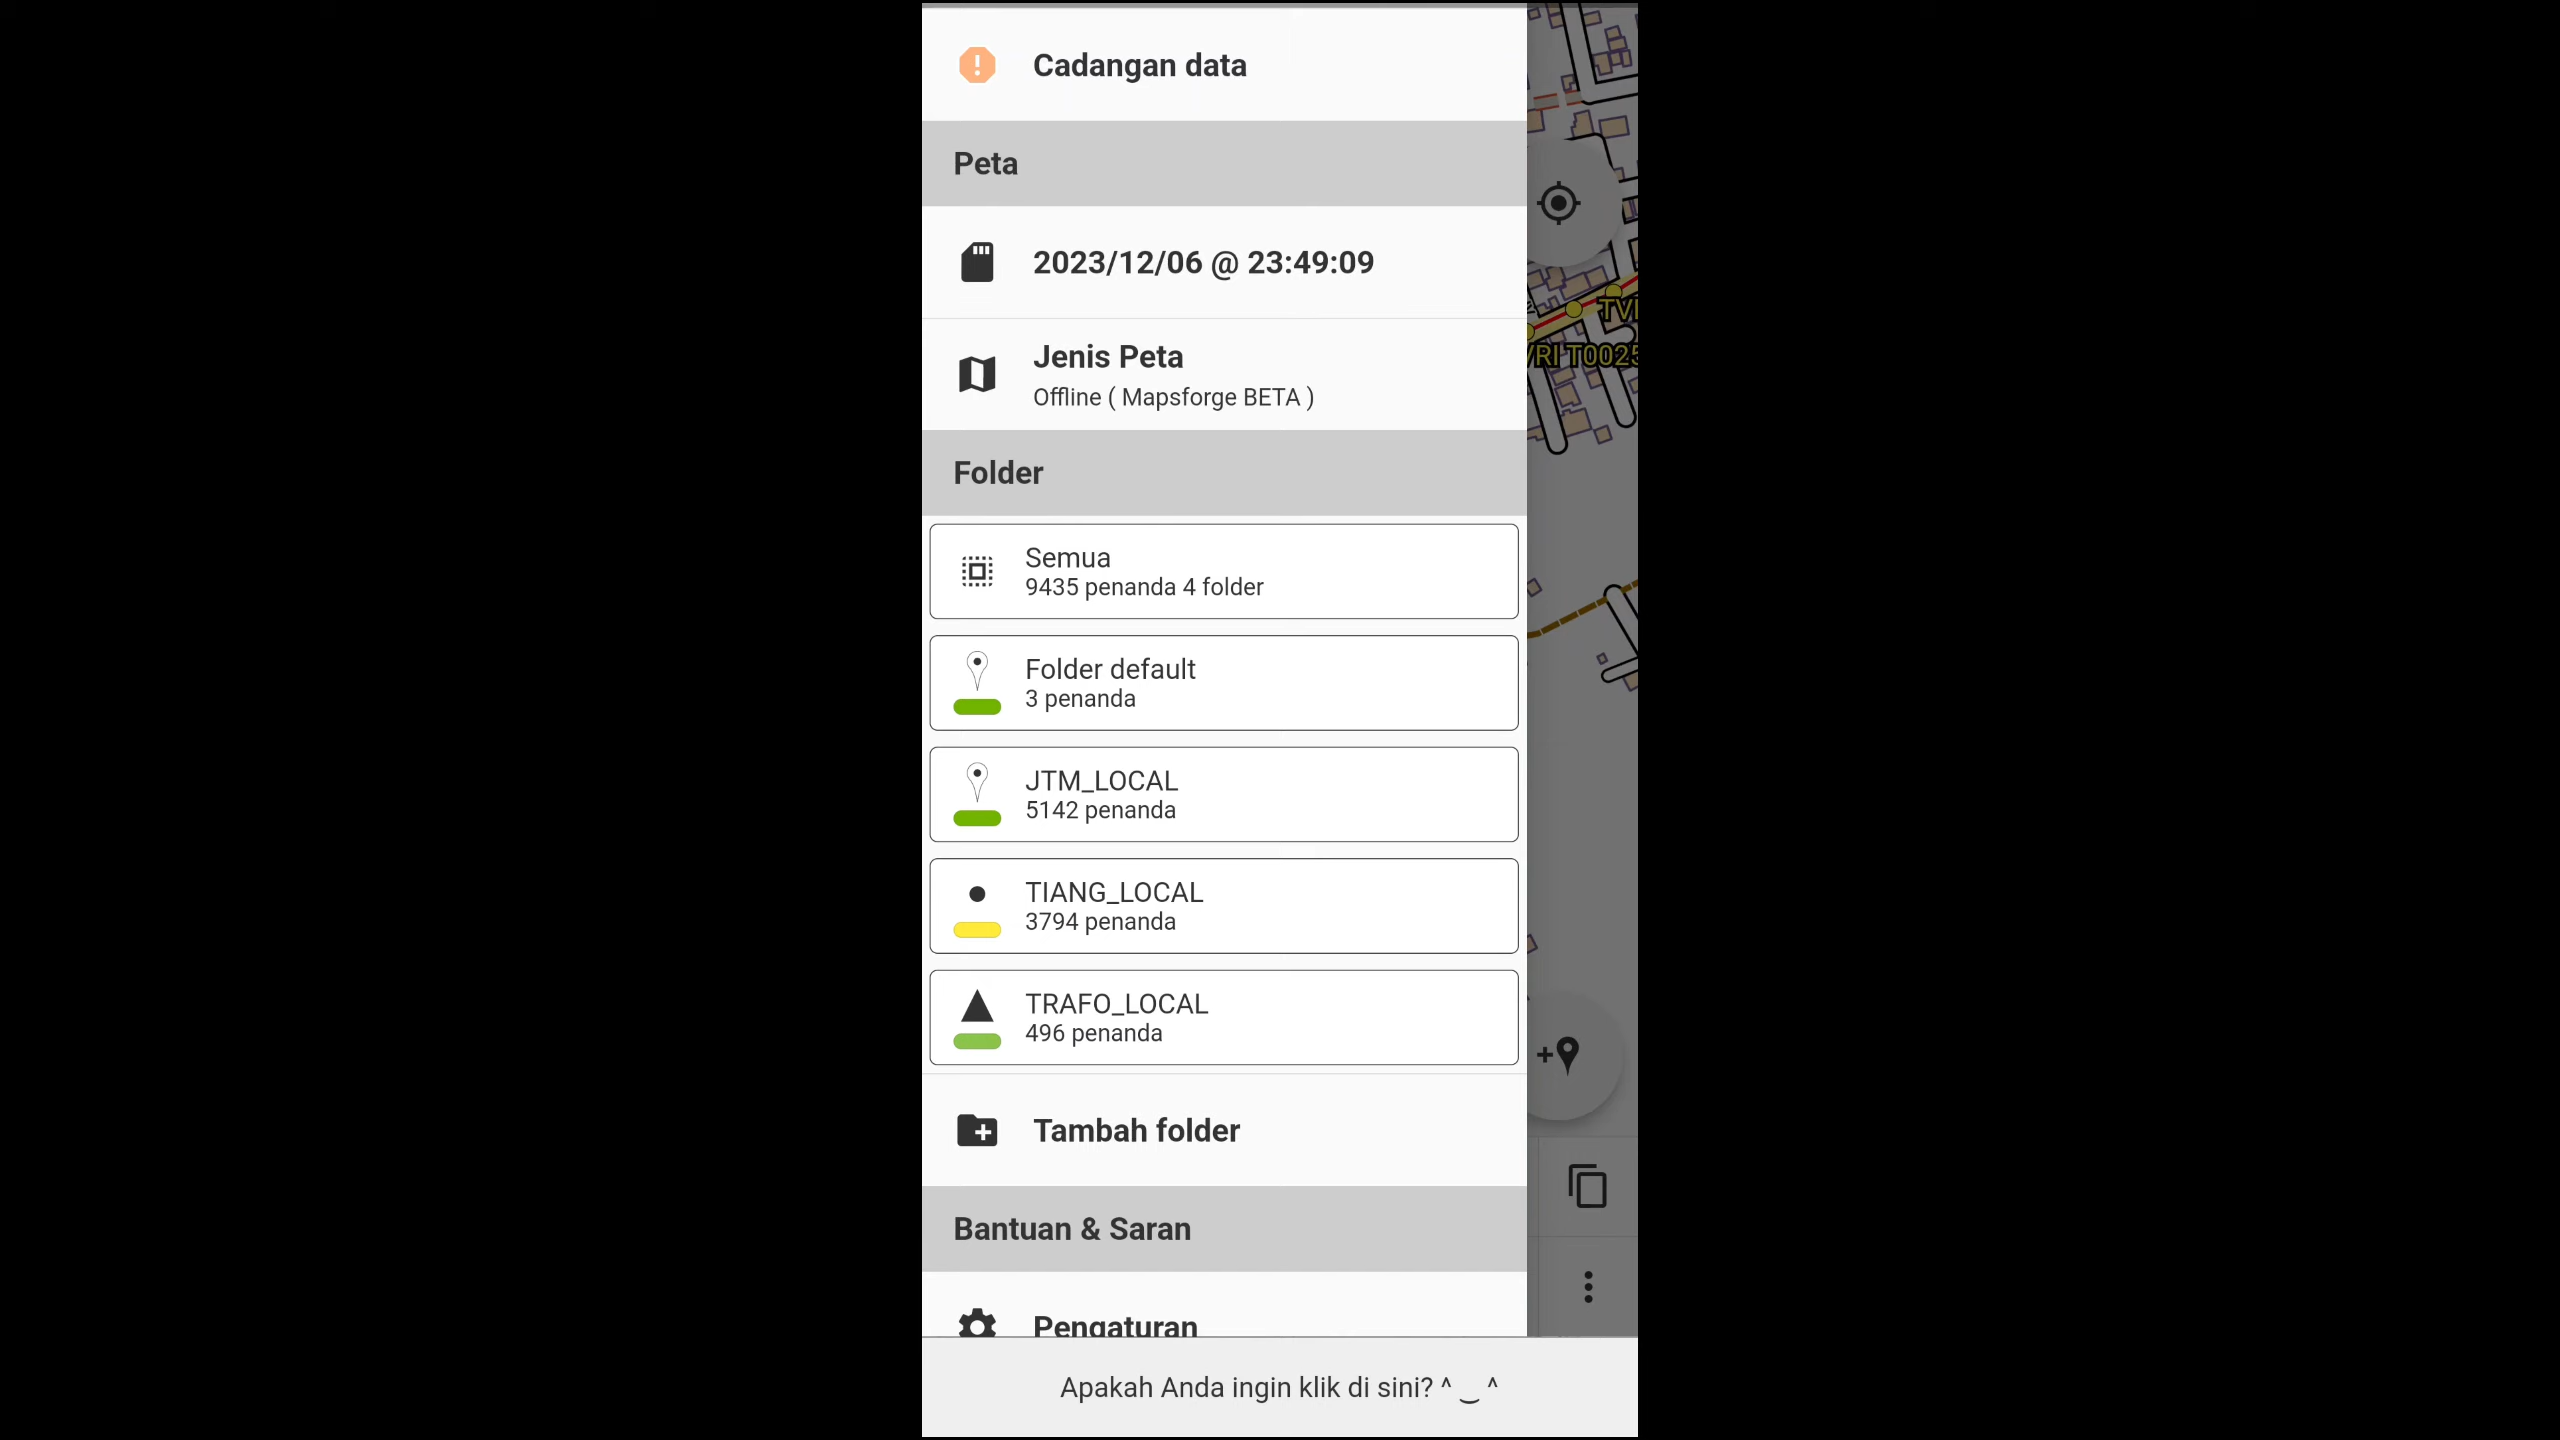 Cadangan data
Peta
2023/12/06 @ 23:49:09
Jenis Peta
Offline ( Mapsforge BETA )
Folder
Semua
9435 penanda 4 folder
Folder default
3 penanda
JTM_LOCAL
5142 penanda
TIANG_LOCAL
3794 penanda
TRAFO_LOCAL
496 penanda
Tambah folder
Bantuan & Saran
Pengaturan
Apakah Anda ingin klik di sini? ^ ‿ ^
T0025